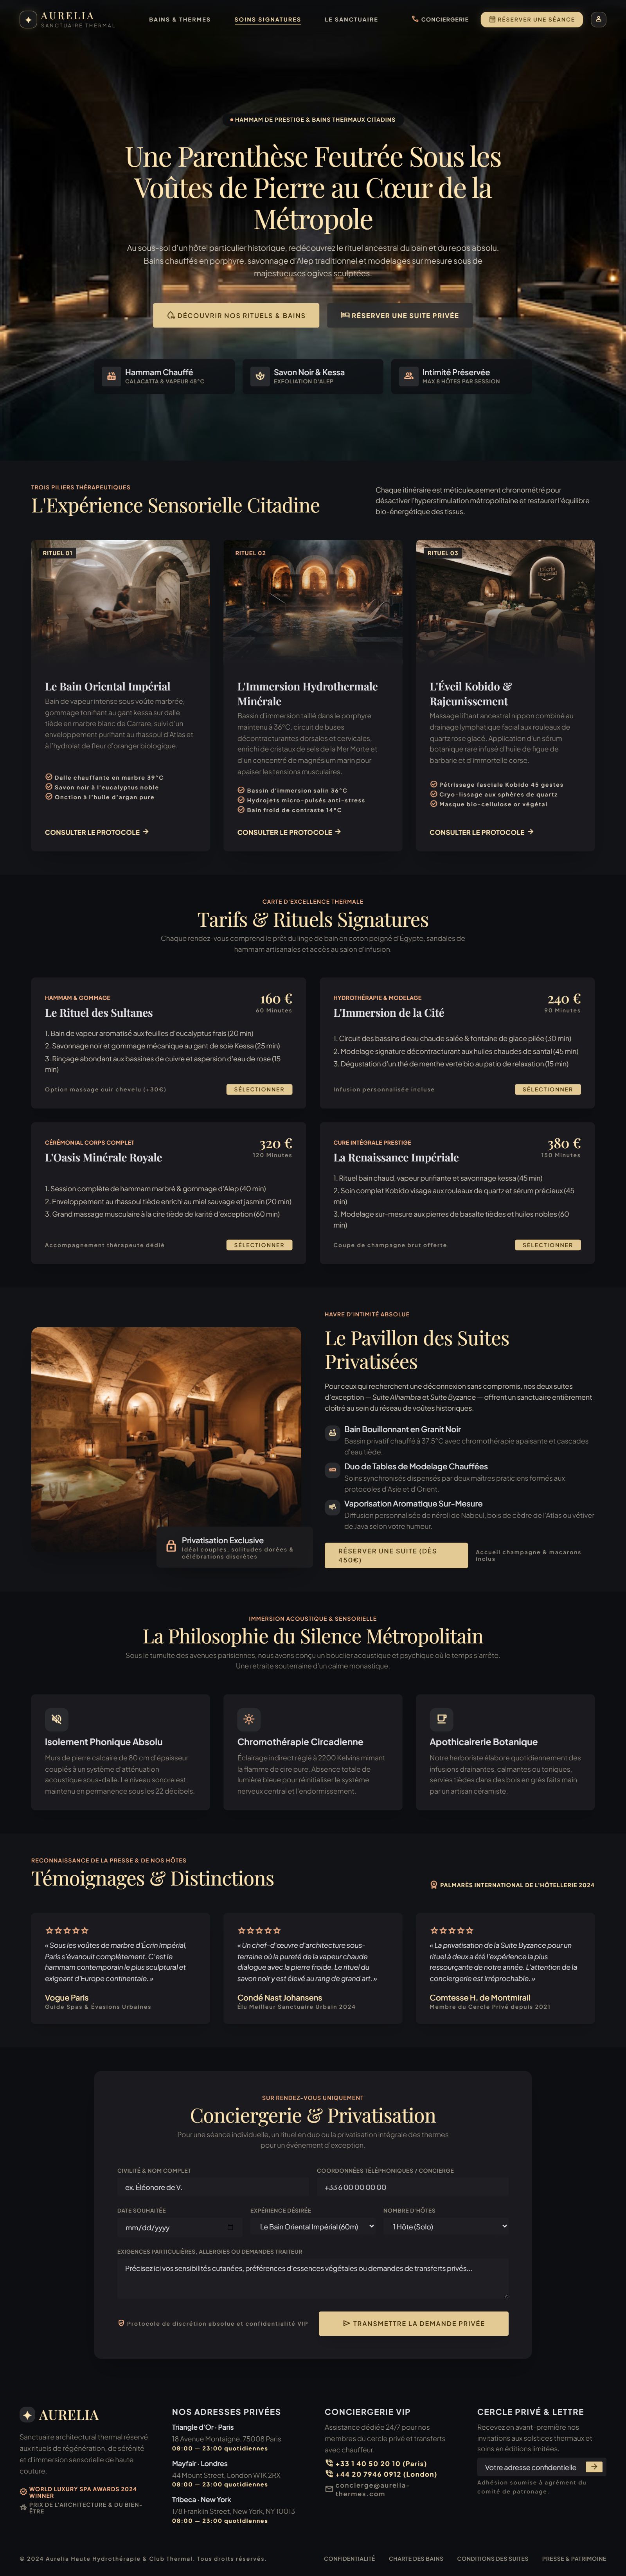 AURELIA
SANCTUAIRE THERMAL
BAINS & THERMES
SOINS SIGNATURES
LE SANCTUAIRE
CONCIERGERIE
RÉSERVER UNE SÉANCE
HAMMAM DE PRESTIGE & BAINS THERMAUX CITADINS
Une Parenthèse Feutrée Sous les
Voûtes de Pierre au Cœur de la
Métropole
Au sous-sol d'un hôtel particulier historique, redécouvrez le rituel ancestral du bain et du repos absolu.
Bains chauffés en porphyre, savonnage d'Alep traditionnel et modelages sur mesure sous de
majestueuses ogives sculptées.
DÉCOUVRIR NOS RITUELS & BAINS
RÉSERVER UNE SUITE PRIVÉE
Hammam Chauffé
CALACATTA & VAPEUR 48°C
Savon Noir & Kessa
EXFOLIATION D'ALEP
Intimité Préservée
MAX 8 HÔTES PAR SESSION
TROIS PILIERS THÉRAPEUTIQUES
L'Expérience Sensorielle Citadine
Chaque itinéraire est méticuleusement chronométré pour
désactiver l'hyperstimulation métropolitaine et restaurer l'équilibre
bio-énergétique des tissus.
RITUEL 01
Le Bain Oriental Impérial
Bain de vapeur intense sous voûte marbrée,
gommage tonifiant au gant kessa sur dalle
tiède en marbre blanc de Carrare, suivi d'un
enveloppement purifiant au rhassoul d'Atlas et
à l'hydrolat de fleur d'oranger biologique.
Dalle chauffante en marbre 39°C
Savon noir à l'eucalyptus noble
Onction à l'huile d'argan pure
CONSULTER LE PROTOCOLE
RITUEL 02
L'Immersion Hydrothermale
Minérale
Bassin d'immersion taillé dans le porphyre
maintenu à 36°C, circuit de buses
décontracturantes dorsales et cervicales,
enrichi de cristaux de sels de la Mer Morte et
d'un concentré de magnésium marin pour
apaiser les tensions musculaires.
Bassin d'immersion salin 36°C
Hydrojets micro-pulsés anti-stress
Bain froid de contraste 14°C
CONSULTER LE PROTOCOLE
RITUEL 03
L'Éveil Kobido &
Rajeunissement
Massage liftant ancestral nippon combiné au
drainage lymphatique facial aux rouleaux de
quartz rose glacé. Application d'un sérum
botanique rare infusé d'huile de figue de
barbarie et d'immortelle corse.
Pétrissage fasciale Kobido 45 gestes
Cryo-lissage aux sphères de quartz
Masque bio-cellulose or végétal
CONSULTER LE PROTOCOLE
CARTE D'EXCELLENCE THERMALE
Tarifs & Rituels Signatures
Chaque rendez-vous comprend le prêt du linge de bain en coton peigné d'Égypte, sandales de
hammam artisanales et accès au salon d'infusion.
HAMMAM & GOMMAGE
Le Rituel des Sultanes
160 €
60 Minutes
1. Bain de vapeur aromatisé aux feuilles d'eucalyptus frais (20 min)
2. Savonnage noir et gommage mécanique au gant de soie Kessa (25 min)
3. Rinçage abondant aux bassines de cuivre et aspersion d'eau de rose (15
min)
Option massage cuir chevelu (+30€)
SÉLECTIONNER
HYDROTHÉRAPIE & MODELAGE
L'Immersion de la Cité
240 €
90 Minutes
1. Circuit des bassins d'eau chaude salée & fontaine de glace pilée (30 min)
2. Modelage signature décontracturant aux huiles chaudes de santal (45 min)
3. Dégustation d'un thé de menthe verte bio au patio de relaxation (15 min)
Infusion personnalisée incluse
SÉLECTIONNER
CÉRÉMONIAL CORPS COMPLET
L'Oasis Minérale Royale
320 €
120 Minutes
1. Session complète de hammam marbré & gommage d'Alep (40 min)
2. Enveloppement au rhassoul tiède enrichi au miel sauvage et jasmin (20 min)
3. Grand massage musculaire à la cire tiède de karité d'exception (60 min)
Accompagnement thérapeute dédié
SÉLECTIONNER
CURE INTÉGRALE PRESTIGE
La Renaissance Impériale
380 €
150 Minutes
1. Rituel bain chaud, vapeur purifiante et savonnage kessa (45 min)
2. Soin complet Kobido visage aux rouleaux de quartz et sérum précieux (45
min)
3. Modelage sur-mesure aux pierres de basalte tièdes et huiles nobles (60
min)
Coupe de champagne brut offerte
SÉLECTIONNER
HAVRE D'INTIMITÉ ABSOLUE
Le Pavillon des Suites
Privatisées
Pour ceux qui recherchent une déconnexion sans compromis, nos deux suites
d'exception — Suite Alhambra et Suite Byzance — offrent un sanctuaire entièrement
cloîtré au sein du réseau de voûtes historiques.
Bain Bouillonnant en Granit Noir
Bassin privatif chauffé à 37,5°C avec chromothérapie apaisante et cascades
d'eau tiède.
Duo de Tables de Modelage Chauffées
Soins synchronisés dispensés par deux maîtres praticiens formés aux
protocoles d'Asie et d'Orient.
Vaporisation Aromatique Sur-Mesure
Diffusion personnalisée de néroli de Nabeul, bois de cèdre de l'Atlas ou vétiver
de Java selon votre humeur.
RÉSERVER UNE SUITE (DÈS
450€)
Accueil champagne & macarons
inclus
Privatisation Exclusive
Idéal couples, solitudes dorées &
célébrations discrètes
IMMERSION ACOUSTIQUE & SENSORIELLE
La Philosophie du Silence Métropolitain
Sous le tumulte des avenues parisiennes, nous avons conçu un bouclier acoustique et psychique où le temps s'arrête.
Une retraite souterraine d'un calme monastique.
Isolement Phonique Absolu
Murs de pierre calcaire de 80 cm d'épaisseur
couplés à un système d'atténuation
acoustique sous-dalle. Le niveau sonore est
maintenu en permanence sous les 22 décibels.
Chromothérapie Circadienne
Éclairage indirect réglé à 2200 Kelvins mimant
la flamme de cire pure. Absence totale de
lumière bleue pour réinitialiser le système
nerveux central et l'endormissement.
Apothicairerie Botanique
Notre herboriste élabore quotidiennement des
infusions drainantes, calmantes ou toniques,
servies tièdes dans des bols en grès faits main
par un artisan céramiste.
RECONNAISSANCE DE LA PRESSE & DE NOS HÔTES
Témoignages & Distinctions
PALMARÈS INTERNATIONAL DE L'HÔTELLERIE 2024
« Sous les voûtes de marbre d'Écrin Impérial,
Paris s'évanouit complètement. C'est le
hammam contemporain le plus sculptural et
exigeant d'Europe continentale. »
Vogue Paris
Guide Spas & Évasions Urbaines
« Un chef-d'œuvre d'architecture sous-
terraine où la pureté de la vapeur chaude
dialogue avec la pierre froide. Le rituel du
savon noir y est élevé au rang de grand art. »
Condé Nast Johansens
Élu Meilleur Sanctuaire Urbain 2024
« La privatisation de la Suite Byzance pour un
rituel à deux a été l'expérience la plus
ressourçante de notre année. L'attention de la
conciergerie est irréprochable. »
Comtesse H. de Montmirail
Membre du Cercle Privé depuis 2021
SUR RENDEZ-VOUS UNIQUEMENT
Conciergerie & Privatisation
Pour une séance individuelle, un rituel en duo ou la privatisation intégrale des thermes
pour un événement d'exception.
CIVILITÉ & NOM COMPLET
ex. Éléonore de V.
COORDONNÉES TÉLÉPHONIQUES / CONCIERGE
+33 6 00 00 00 00
DATE SOUHAITÉE
mm/dd/yyyy
EXPÉRIENCE DÉSIRÉE
Le Bain Oriental Impérial (60m)
NOMBRE D'HÔTES
1 Hôte (Solo)
EXIGENCES PARTICULIÈRES, ALLERGIES OU DEMANDES TRAITEUR
Précisez ici vos sensibilités cutanées, préférences d'essences végétales ou demandes de transferts privés...
Protocole de discrétion absolue et confidentialité VIP
TRANSMETTRE LA DEMANDE PRIVÉE
AURELIA
Sanctuaire architectural thermal réservé
aux rituels de régénération, de sérénité
et d'immersion sensorielle de haute
couture.
WORLD LUXURY SPA AWARDS 2024
WINNER
PRIX DE L'ARCHITECTURE & DU BIEN-
ÊTRE
NOS ADRESSES PRIVÉES
Triangle d'Or · Paris
18 Avenue Montaigne, 75008 Paris
08:00 — 23:00 quotidiennes
Mayfair · Londres
44 Mount Street, London W1K 2RX
08:00 — 23:00 quotidiennes
Tribeca · New York
178 Franklin Street, New York, NY 10013
08:00 — 23:00 quotidiennes
CONCIERGERIE VIP
Assistance dédiée 24/7 pour nos
membres du cercle privé et transferts
avec chauffeur.
+33 1 40 50 20 10 (Paris)
+44 20 7946 0912 (London)
concierge@aurelia-
thermes.com
CERCLE PRIVÉ & LETTRE
Recevez en avant-première nos
invitations aux solstices thermaux et
soins en éditions limitées.
Votre adresse confidentielle
Adhésion soumise à agrément du
comité de patronage.
© 2024 Aurelia Haute Hydrothérapie & Club Thermal. Tous droits réservés.
CONFIDENTIALITÉ
CHARTE DES BAINS
CONDITIONS DES SUITES
PRESSE & PATRIMOINE